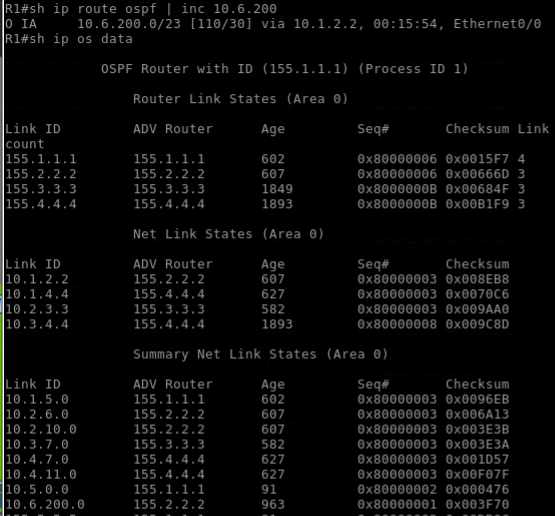 R1#sh ip route ospf | inc 10.6.200
O IA     10.6.200.0/23 [110/30] via 10.1.2.2, 00:15:54, Ethernet0/0
R1#sh ip os data
OSPF Router with ID (155.1.1.1) (Process ID 1)
Router Link States (Area 0)
Link ID         ADV Router      Age         Seq#       Checksum Link
count
155.1.1.1       155.1.1.1       602         0x80000006 0x0015F7 4
155.2.2.2       155.2.2.2       607         0x80000006 0x00666D 3
155.3.3.3       155.3.3.3       1849        0x8000000B 0x00684F 3
155.4.4.4       155.4.4.4       1893        0x8000000B 0x00B1F9 3
Net Link States (Area 0)
Link ID         ADV Router      Age         Seq#       Checksum
10.1.2.2        155.2.2.2       607         0x80000003 0x008EB8
10.1.4.4        155.4.4.4       627         0x80000003 0x0070C6
10.2.3.3        155.3.3.3       582         0x80000003 0x009AA0
10.3.4.4        155.4.4.4       1893        0x80000008 0x009C8D
Summary Net Link States (Area 0)
Link ID         ADV Router      Age         Seq#       Checksum
10.1.5.0        155.1.1.1       602         0x80000003 0x0096EB
10.2.6.0        155.2.2.2       607         0x80000003 0x006A13
10.2.10.0       155.2.2.2       607         0x80000003 0x003E3B
10.3.7.0        155.3.3.3       582         0x80000003 0x003E3A
10.4.7.0        155.4.4.4       627         0x80000003 0x001D57
10.4.11.0       155.4.4.4       627         0x80000003 0x00F07F
10.5.0.0        155.1.1.1       91          0x80000002 0x000476
10.6.200.0      155.2.2.2       963         0x80000001 0x003F70